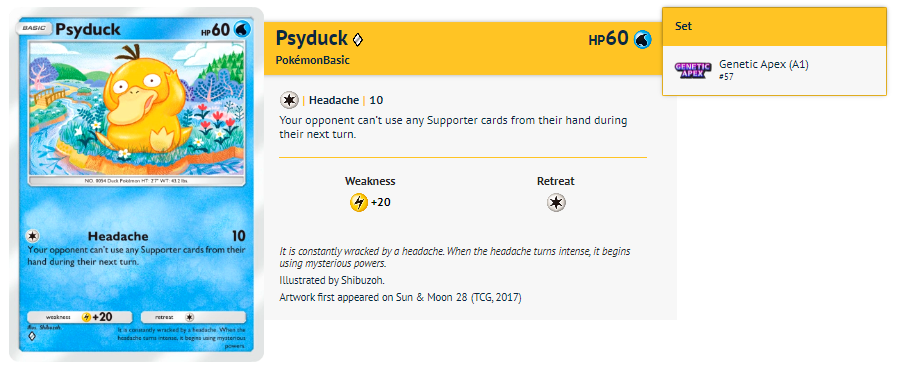 BASIC Psyduck HP60
NO. 0054 Duck Pokémon HT: 2'7" WT: 43.2 lbs.
Headache 10
Your opponent can't use any Supporter cards from their
hand during their next turn.
weakness +20 retreat
Illus. Shibuzoh.
It is constantly wracked by a headache. When the
headache turns intense, it begins using mysterious
powers.
Psyduck HP60
PokémonBasic
| Headache | 10
Your opponent can't use any Supporter cards from their hand during
their next turn.
Weakness Retreat
+20
It is constantly wracked by a headache. When the headache turns intense, it begins
using mysterious powers.
Illustrated by Shibuzoh.
Artwork first appeared on Sun & Moon 28 (TCG, 2017)
Set
GENETIC
APEX
Genetic Apex (A1)
#57